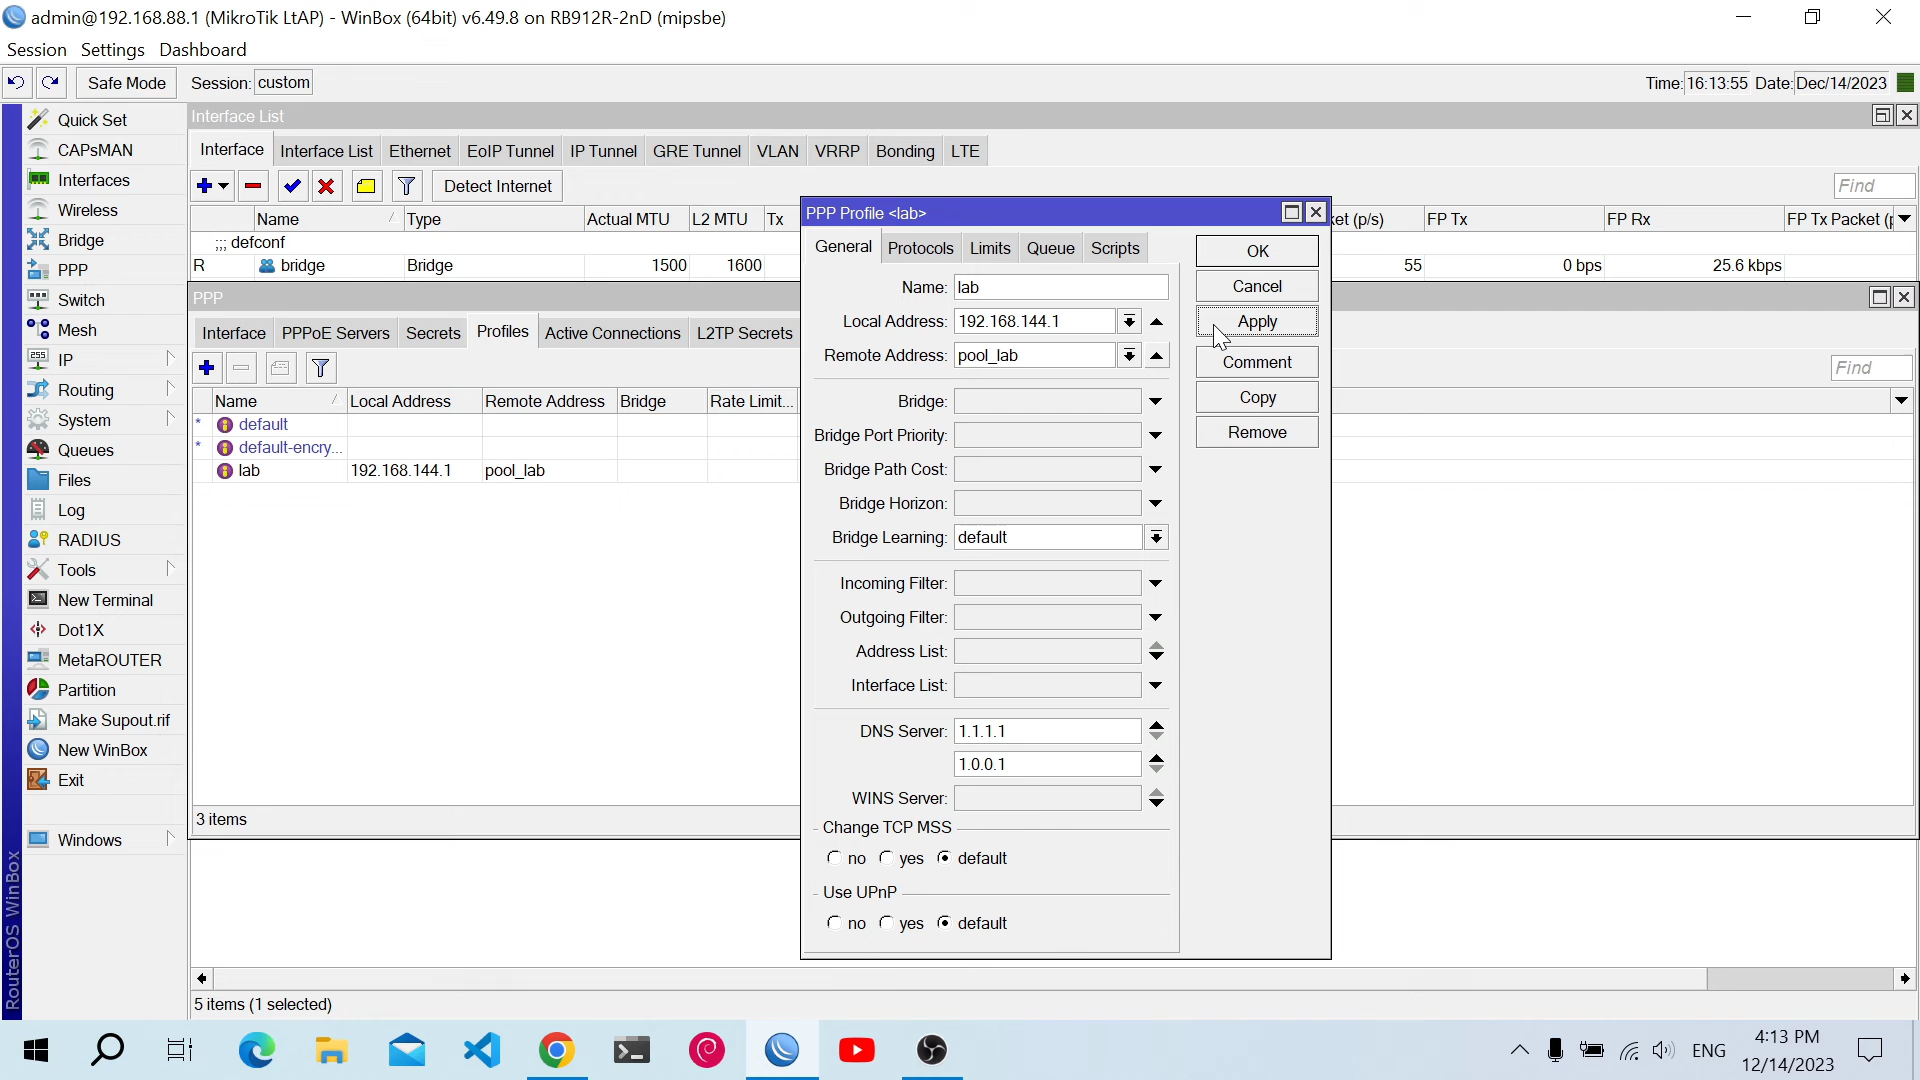 admin@192.168.88.1 (MikroTik LtAP) - WinBox (64bit) v6.49.8 on RB912R-2nD (mipsbe)
Session Settings Dashboard
Safe Mode Session: custom Time: 16:13:55 Date: Dec/14/2023
Quick Set
CAPsMAN
Interfaces
Wireless
Bridge
PPP
Switch
Mesh
IP
Routing
System
Queues
Files
Log
RADIUS
Tools
New Terminal
Dot1X
MetaROUTER
Partition
Make Supout.rif
New WinBox
Exit
Windows
RouterOS WinBox
Interface List
Interface Interface List Ethernet EoIP Tunnel IP Tunnel GRE Tunnel VLAN VRRP Bonding LTE
Detect Internet Find
Name Type Actual MTU L2 MTU Tx ket (p/s) FP Tx FP Rx FP Tx Packet (p
;;; defconf
R bridge Bridge 1500 1600 55 0 bps 25.6 kbps
PPP
Interface PPPoE Servers Secrets Profiles Active Connections L2TP Secrets
Find
Name Local Address Remote Address Bridge Rate Limit...
* default
* default-encry...
lab 192.168.144.1 pool_lab
3 items
PPP Profile <lab>
General Protocols Limits Queue Scripts
Name: lab
Local Address: 192.168.144.1
Remote Address: pool_lab
Bridge:
Bridge Port Priority:
Bridge Path Cost:
Bridge Horizon:
Bridge Learning: default
Incoming Filter:
Outgoing Filter:
Address List:
Interface List:
DNS Server: 1.1.1.1
1.0.0.1
WINS Server:
Change TCP MSS
no yes default
Use UPnP
no yes default
OK
Cancel
Apply
Comment
Copy
Remove
5 items (1 selected)
ENG
4:13 PM
12/14/2023